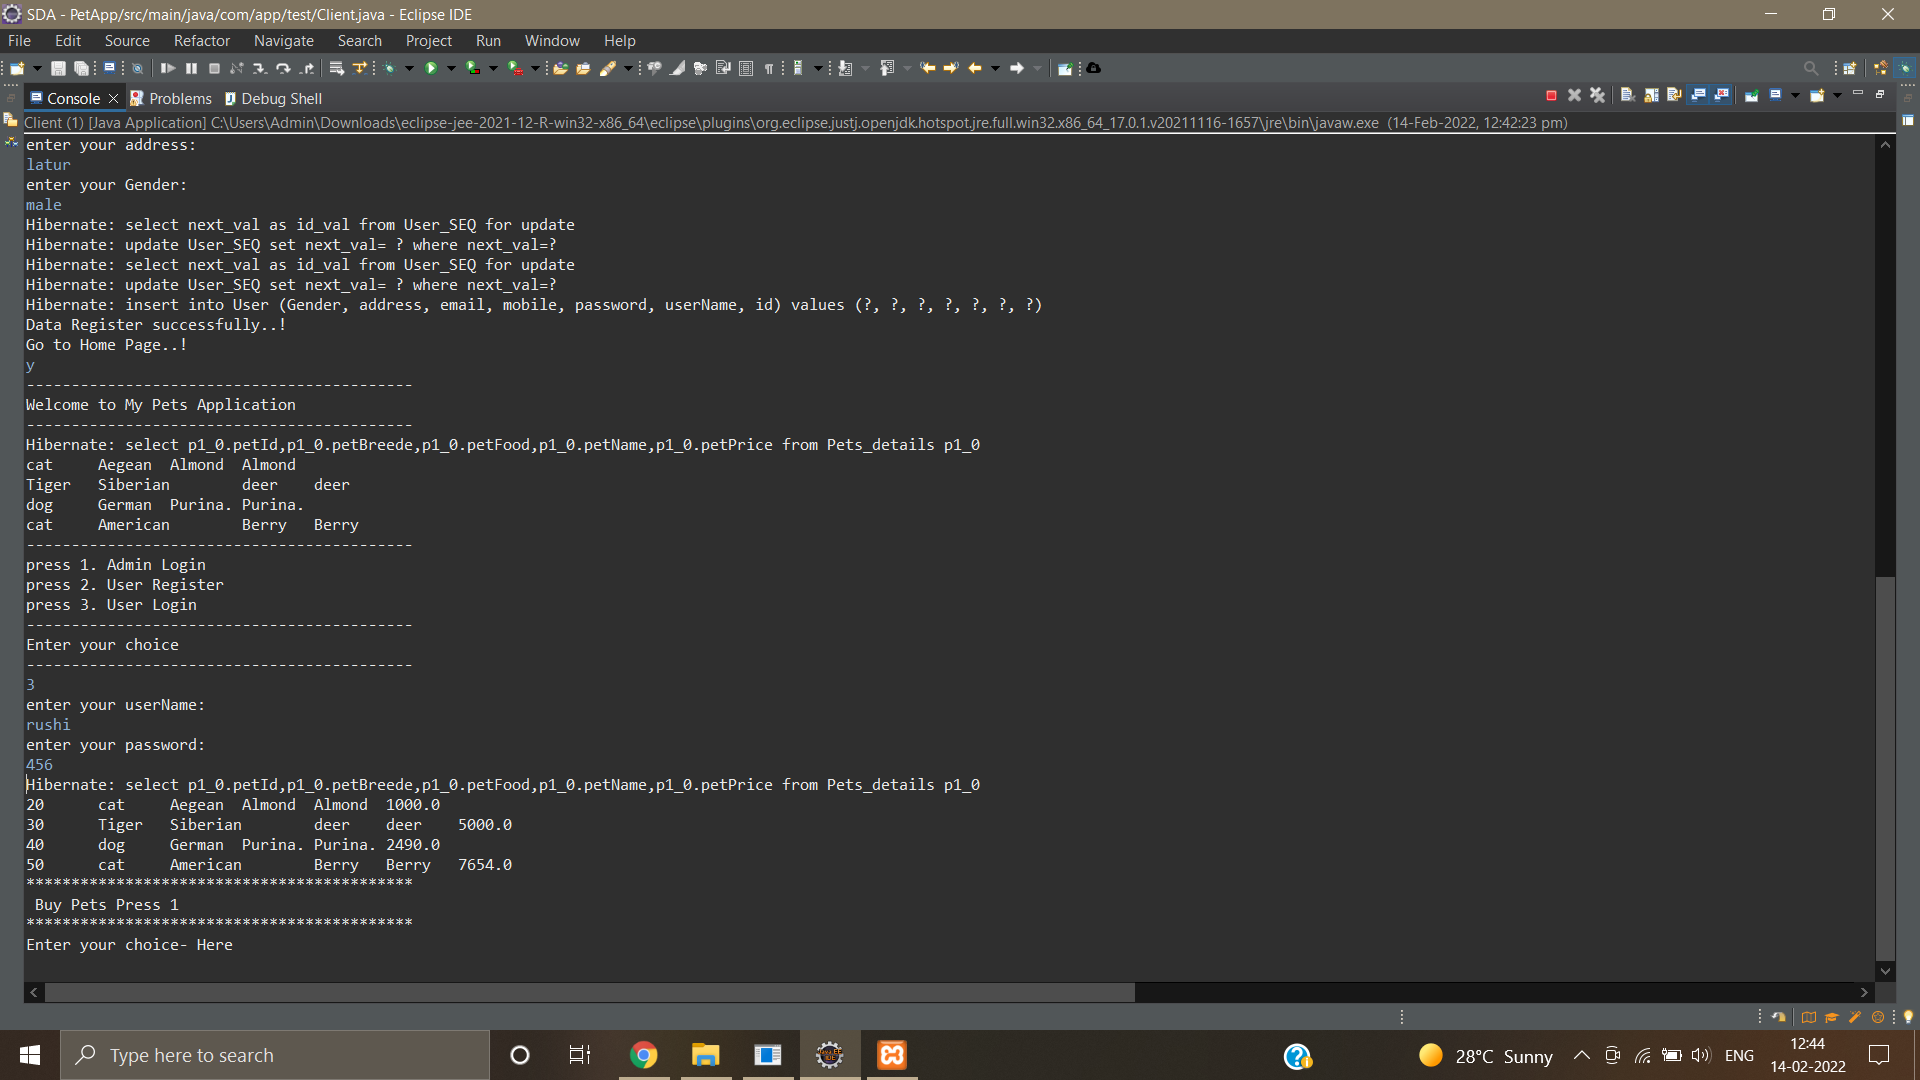 SDA - PetApp/src/main/java/com/app/test/Client.java - Eclipse IDE
File Edit Source Refactor Navigate Search Project Run Window Help
Console Problems Debug Shell
Client (1) [Java Application] C:\Users\Admin\Downloads\eclipse-jee-2021-12-R-win32-x86_64\eclipse\plugins\org.eclipse.justj.openjdk.hotspot.jre.full.win32.x86_64_17.0.1.v20211116-1657\jre\bin\javaw.exe (14-Feb-2022, 12:42:23 pm)
enter your address:
latur
enter your Gender:
male
Hibernate: select next_val as id_val from User_SEQ for update
Hibernate: update User_SEQ set next_val= ? where next_val=?
Hibernate: select next_val as id_val from User_SEQ for update
Hibernate: update User_SEQ set next_val= ? where next_val=?
Hibernate: insert into User (Gender, address, email, mobile, password, userName, id) values (?, ?, ?, ?, ?, ?, ?)
Data Register successfully..!
Go to Home Page..!
y
-------------------------------------------
Welcome to My Pets Application
-------------------------------------------
Hibernate: select p1_0.petId,p1_0.petBreede,p1_0.petFood,p1_0.petName,p1_0.petPrice from Pets_details p1_0
cat Aegean Almond Almond
Tiger Siberian deer deer
dog German Purina. Purina.
cat American Berry Berry
-------------------------------------------
press 1. Admin Login
press 2. User Register
press 3. User Login
-------------------------------------------
Enter your choice
-------------------------------------------
3
enter your userName:
rushi
enter your password:
456
Hibernate: select p1_0.petId,p1_0.petBreede,p1_0.petFood,p1_0.petName,p1_0.petPrice from Pets_details p1_0
20 cat Aegean Almond Almond 1000.0
30 Tiger Siberian deer deer 5000.0
40 dog German Purina. Purina. 2490.0
50 cat American Berry Berry 7654.0
*******************************************
Buy Pets Press 1
*******************************************
Enter your choice- Here
Type here to search
28°C Sunny
ENG
12:44
14-02-2022